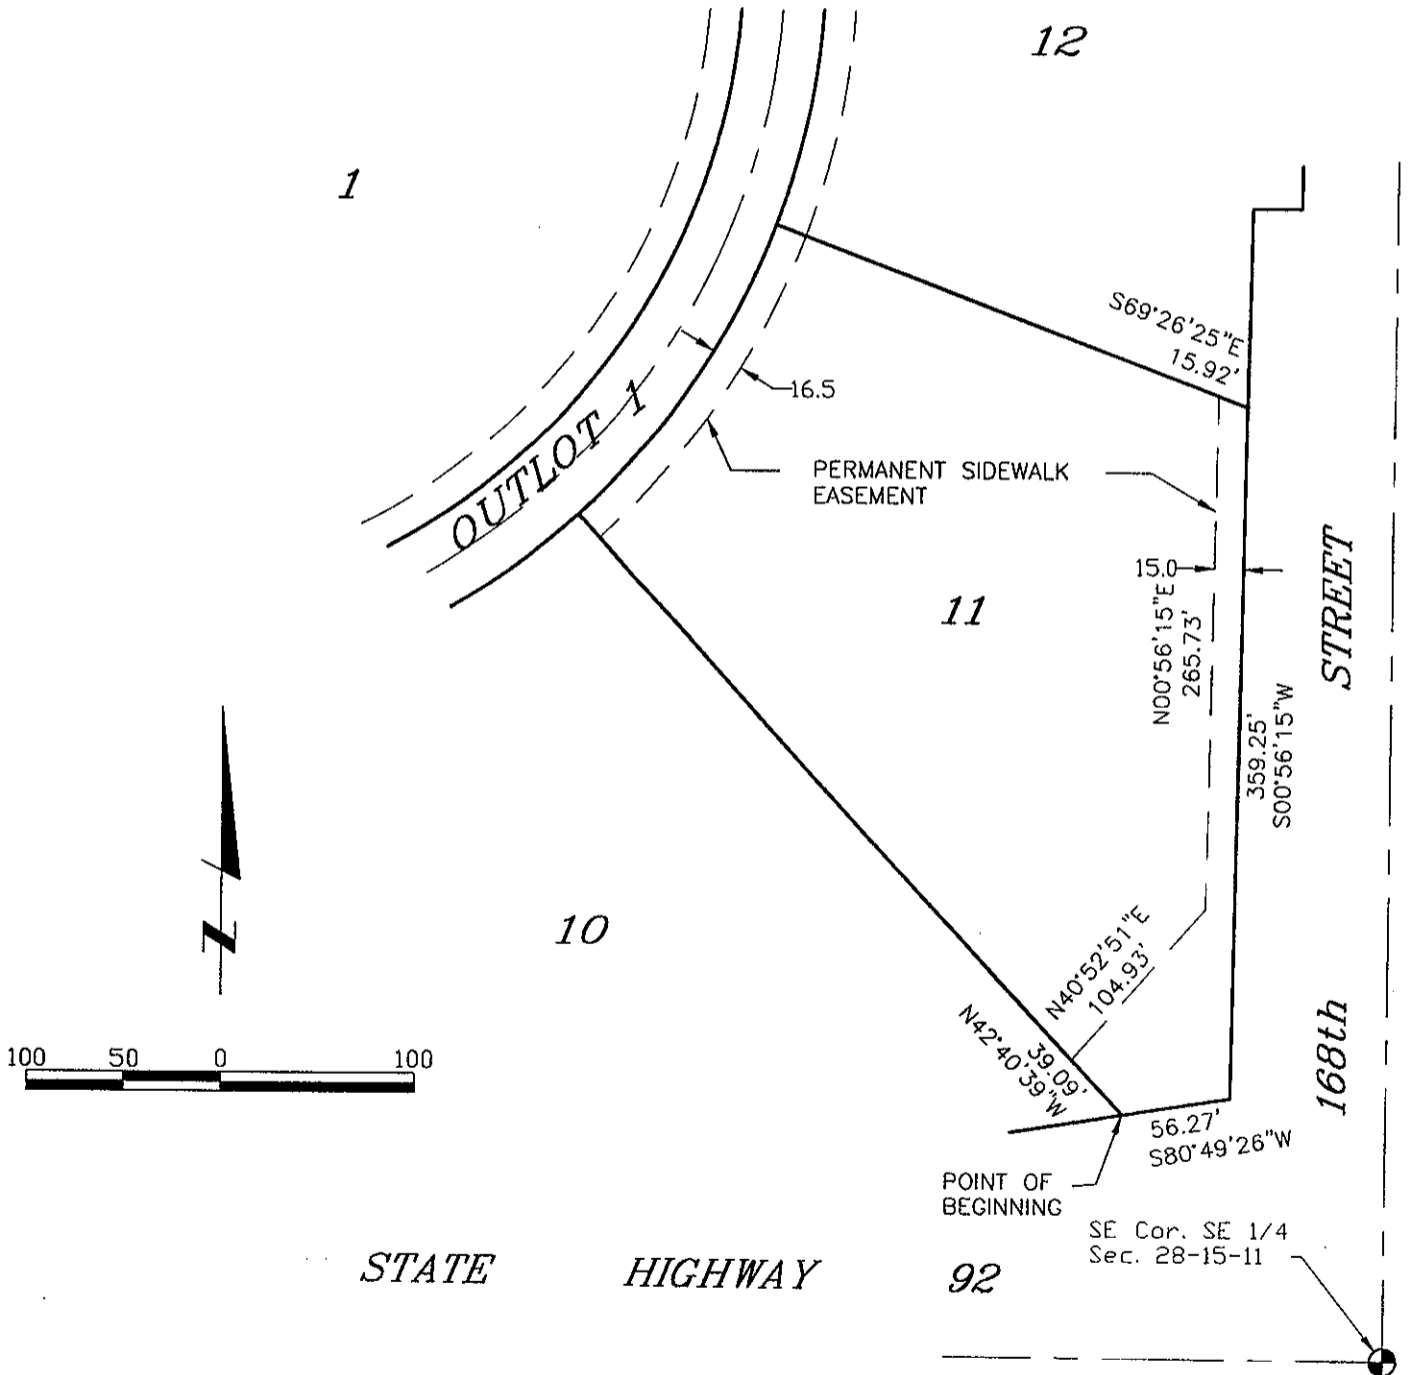 12
1
S69°26'25"E
15.92'
16.5
OUTLOT 1
PERMANENT SIDEWALK
EASEMENT
15.0
N00°56'15"E
265.73'
11
STREET
359.25'
S00°56'15"W
10
N40°52'51"E
104.93'
N42°40'39"W
39.09'
168th
Z
100 50 0 100
56.27'
S80°49'26"W
POINT OF
BEGINNING
SE Cor. SE 1/4
Sec. 28-15-11
STATE HIGHWAY 92